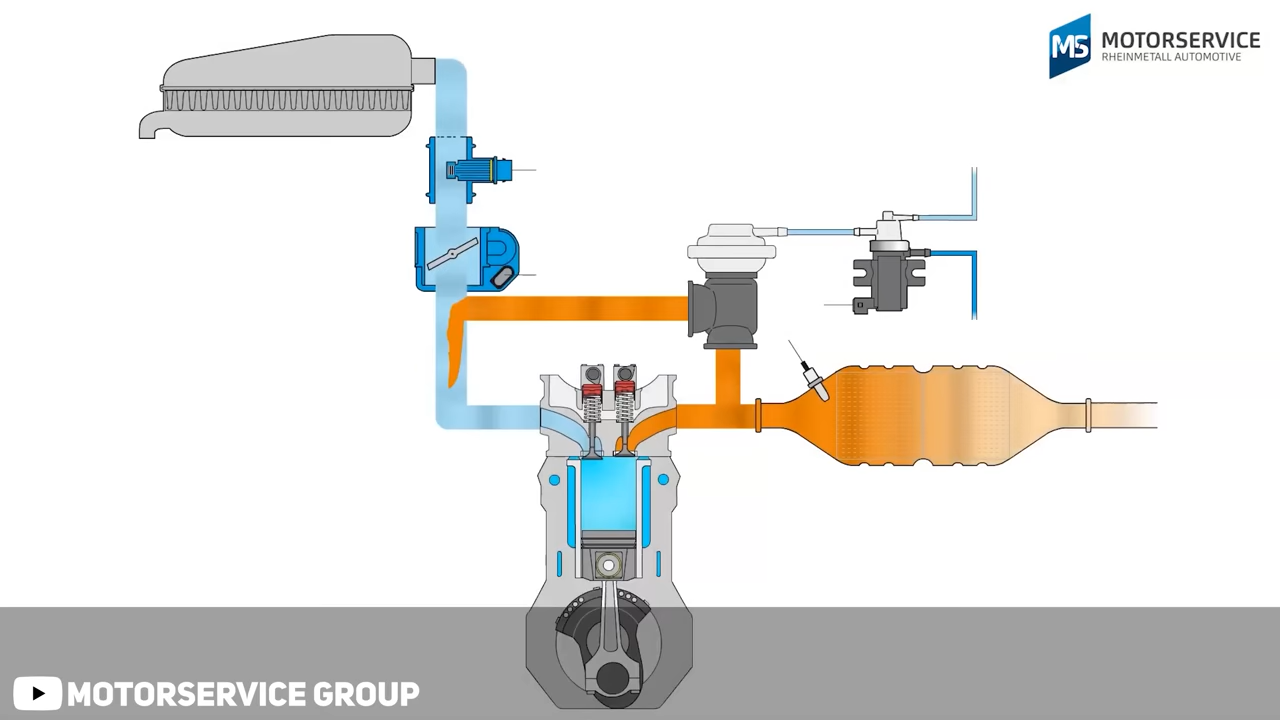 MS MOTORSERVICE
RHEINMETALL AUTOMOTIVE
MOTORSERVICE GROUP